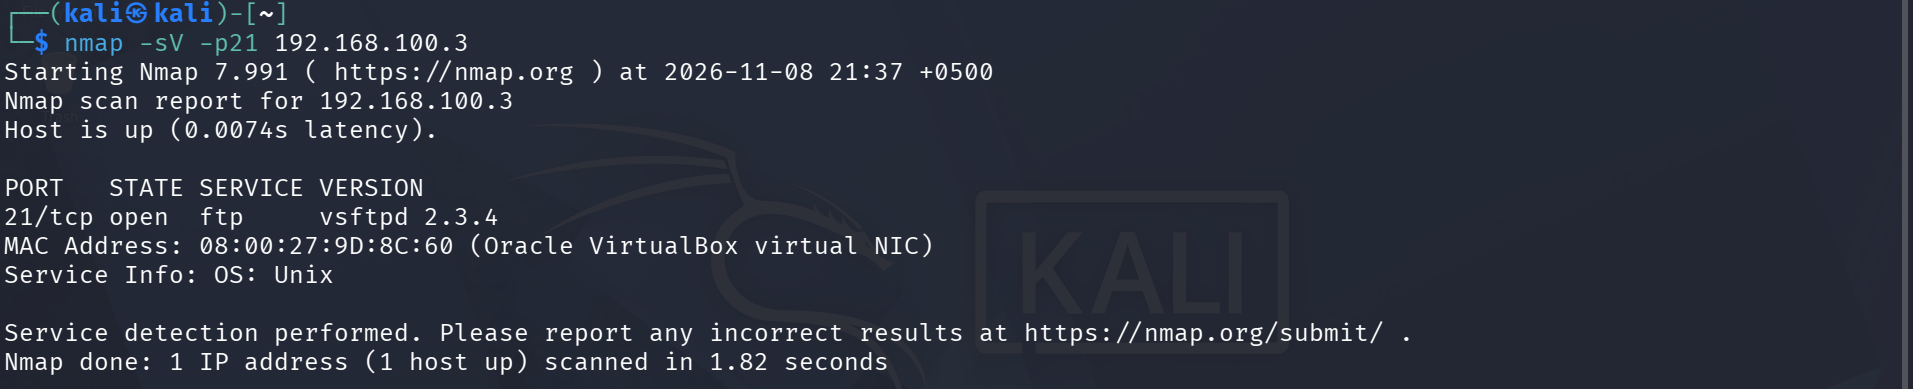 ┌──(kali㉿kali)-[~]
└─$ nmap -sV -p21 192.168.100.3
Starting Nmap 7.991 ( https://nmap.org ) at 2026-11-08 21:37 +0500
Nmap scan report for 192.168.100.3
Host is up (0.0074s latency).
PORT   STATE SERVICE VERSION
21/tcp open  ftp     vsftpd 2.3.4
MAC Address: 08:00:27:9D:8C:60 (Oracle VirtualBox virtual NIC)
Service Info: OS: Unix
KALI
Service detection performed. Please report any incorrect results at https://nmap.org/submit/ .
Nmap done: 1 IP address (1 host up) scanned in 1.82 seconds